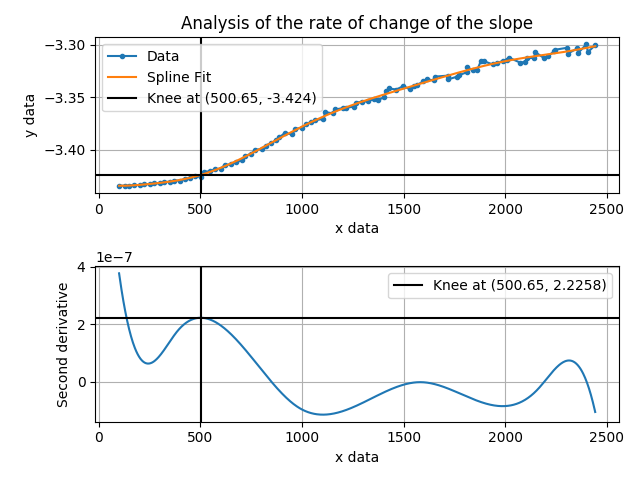 Analysis of the rate of change of the slope
y data
−3.30
−3.35
−3.40
Data
Spline Fit
Knee at (500.65, -3.424)
0
500
1000
1500
2000
2500
x data
1e−7
Second derivative
4
2
0
Knee at (500.65, 2.2258)
0
500
1000
1500
2000
2500
x data